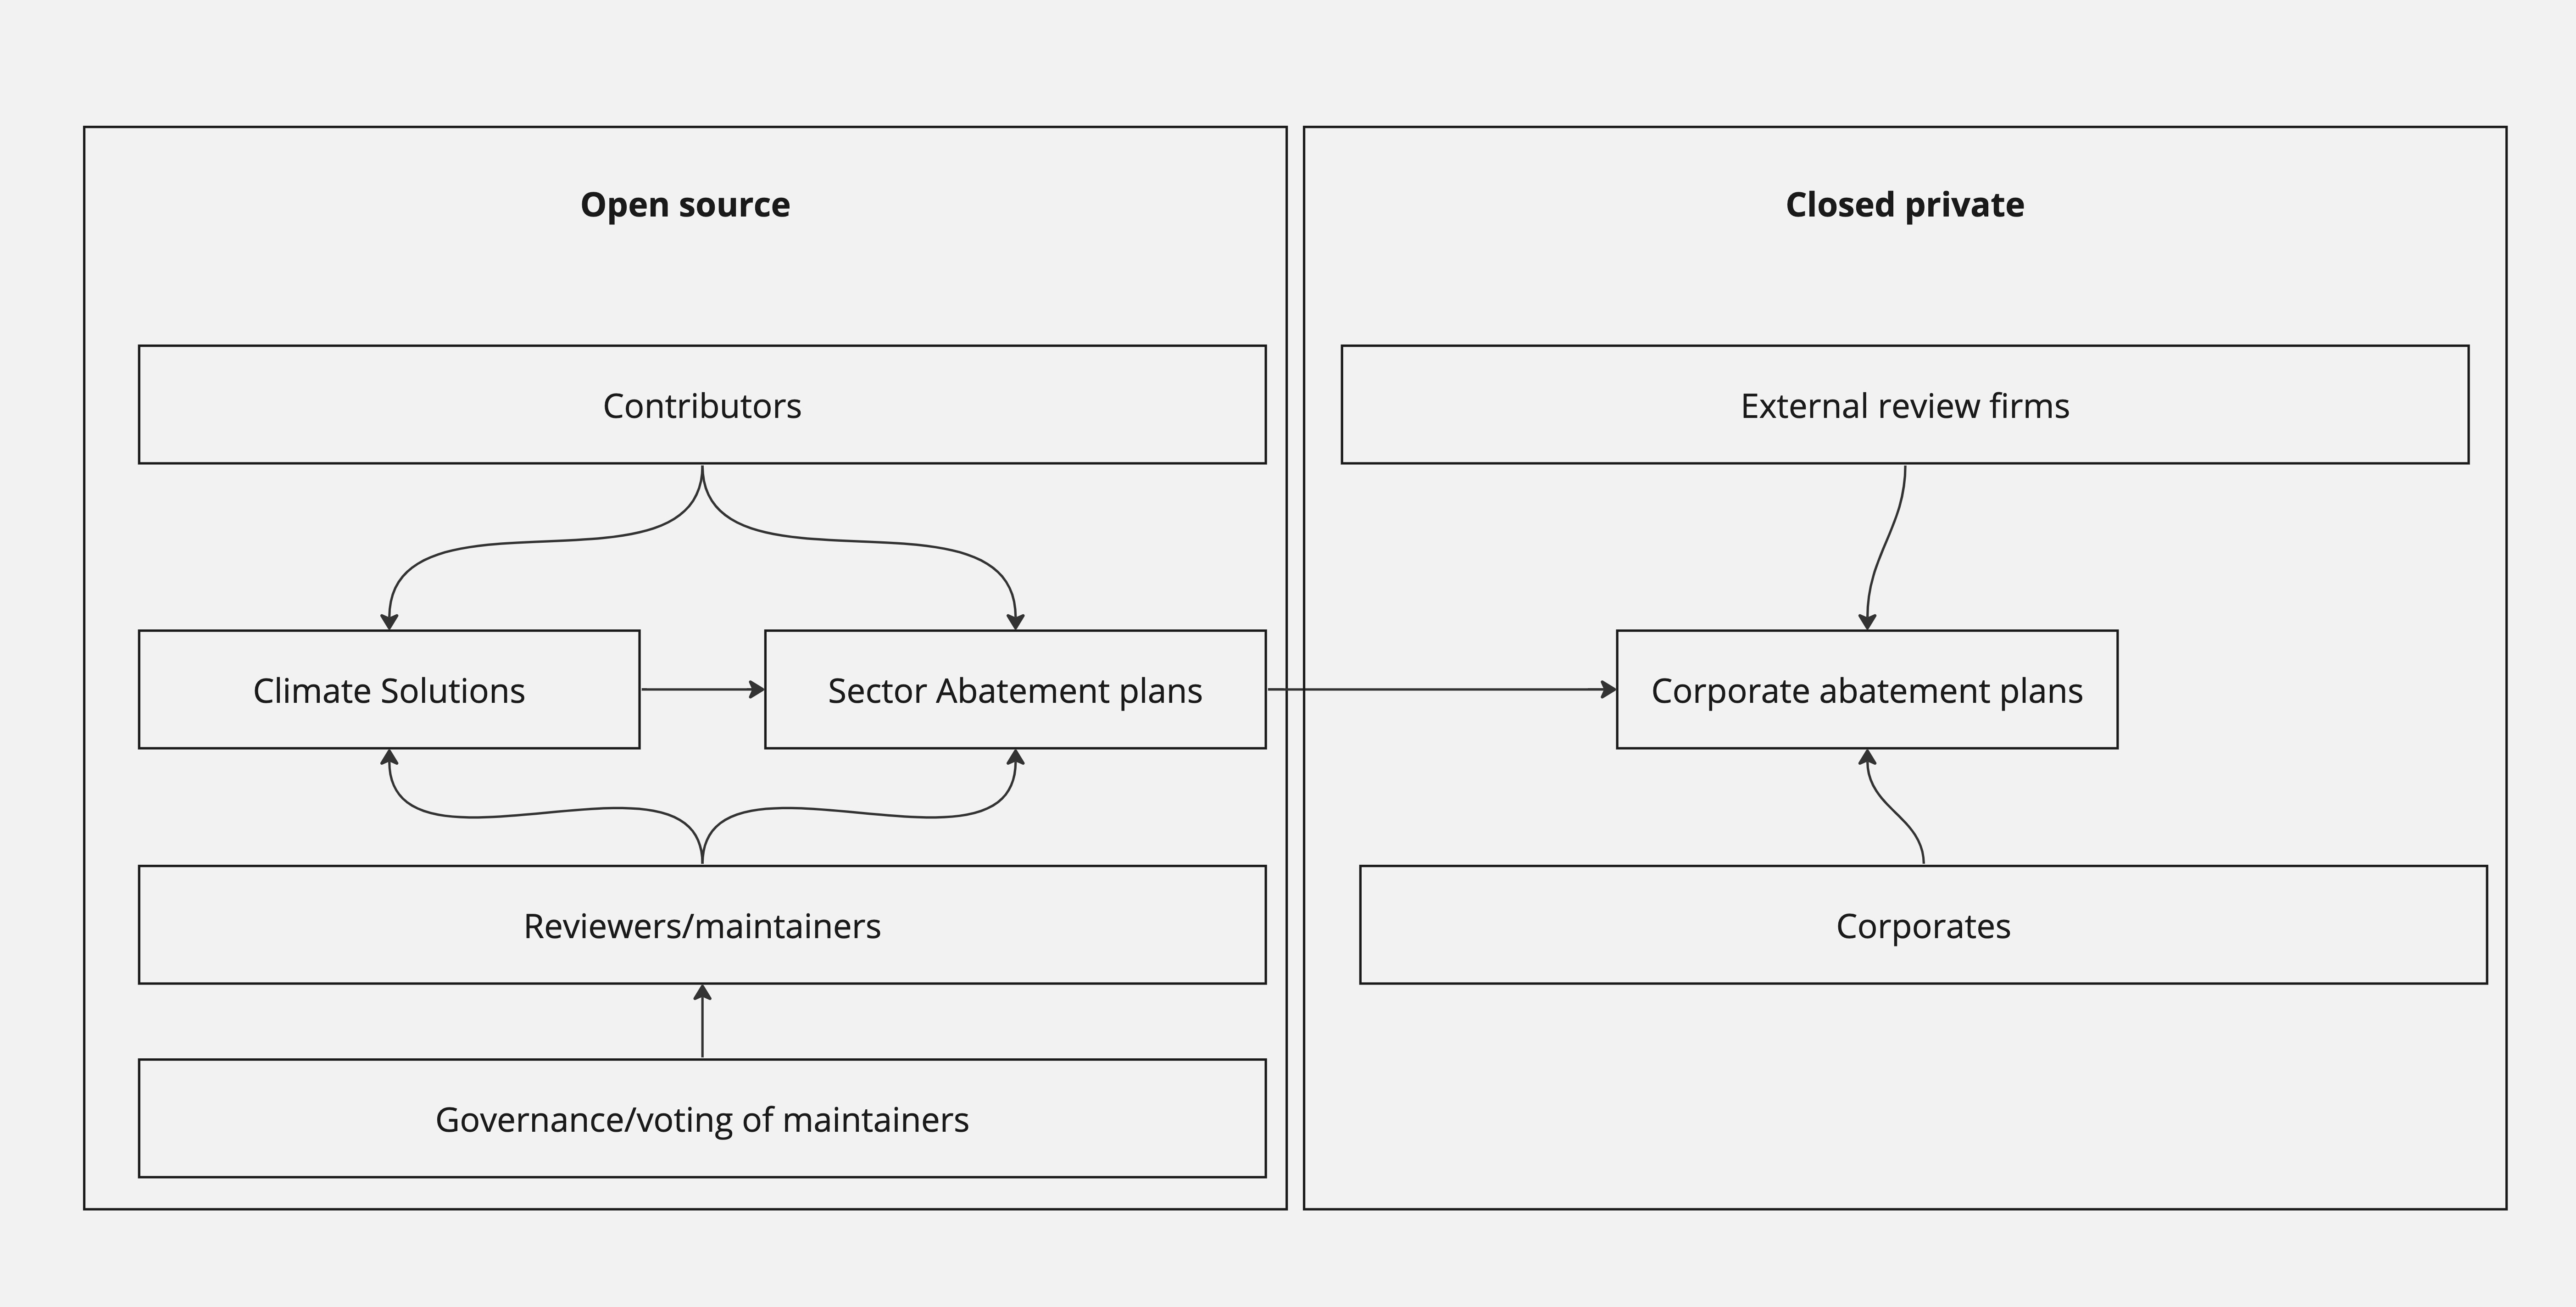 Open source
Contributors
Climate Solutions
Sector Abatement plans
Reviewers/maintainers
Governance/voting of maintainers
Closed private
External review firms
Corporate abatement plans
Corporates